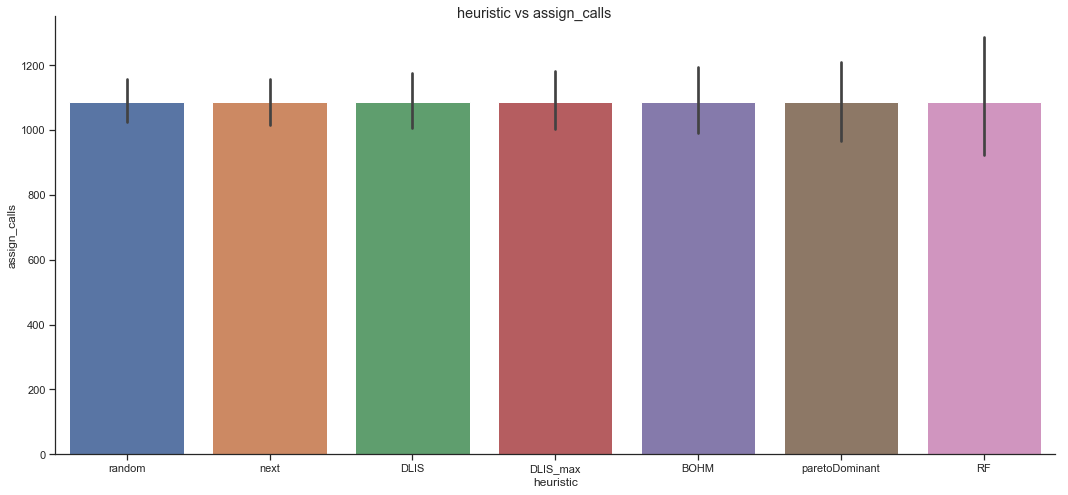 heuristic vs assign_calls
1200
1000
800
600
400
200
0
assign_calls
random next DLIS DLIS_max BOHM paretoDominant RF
heuristic